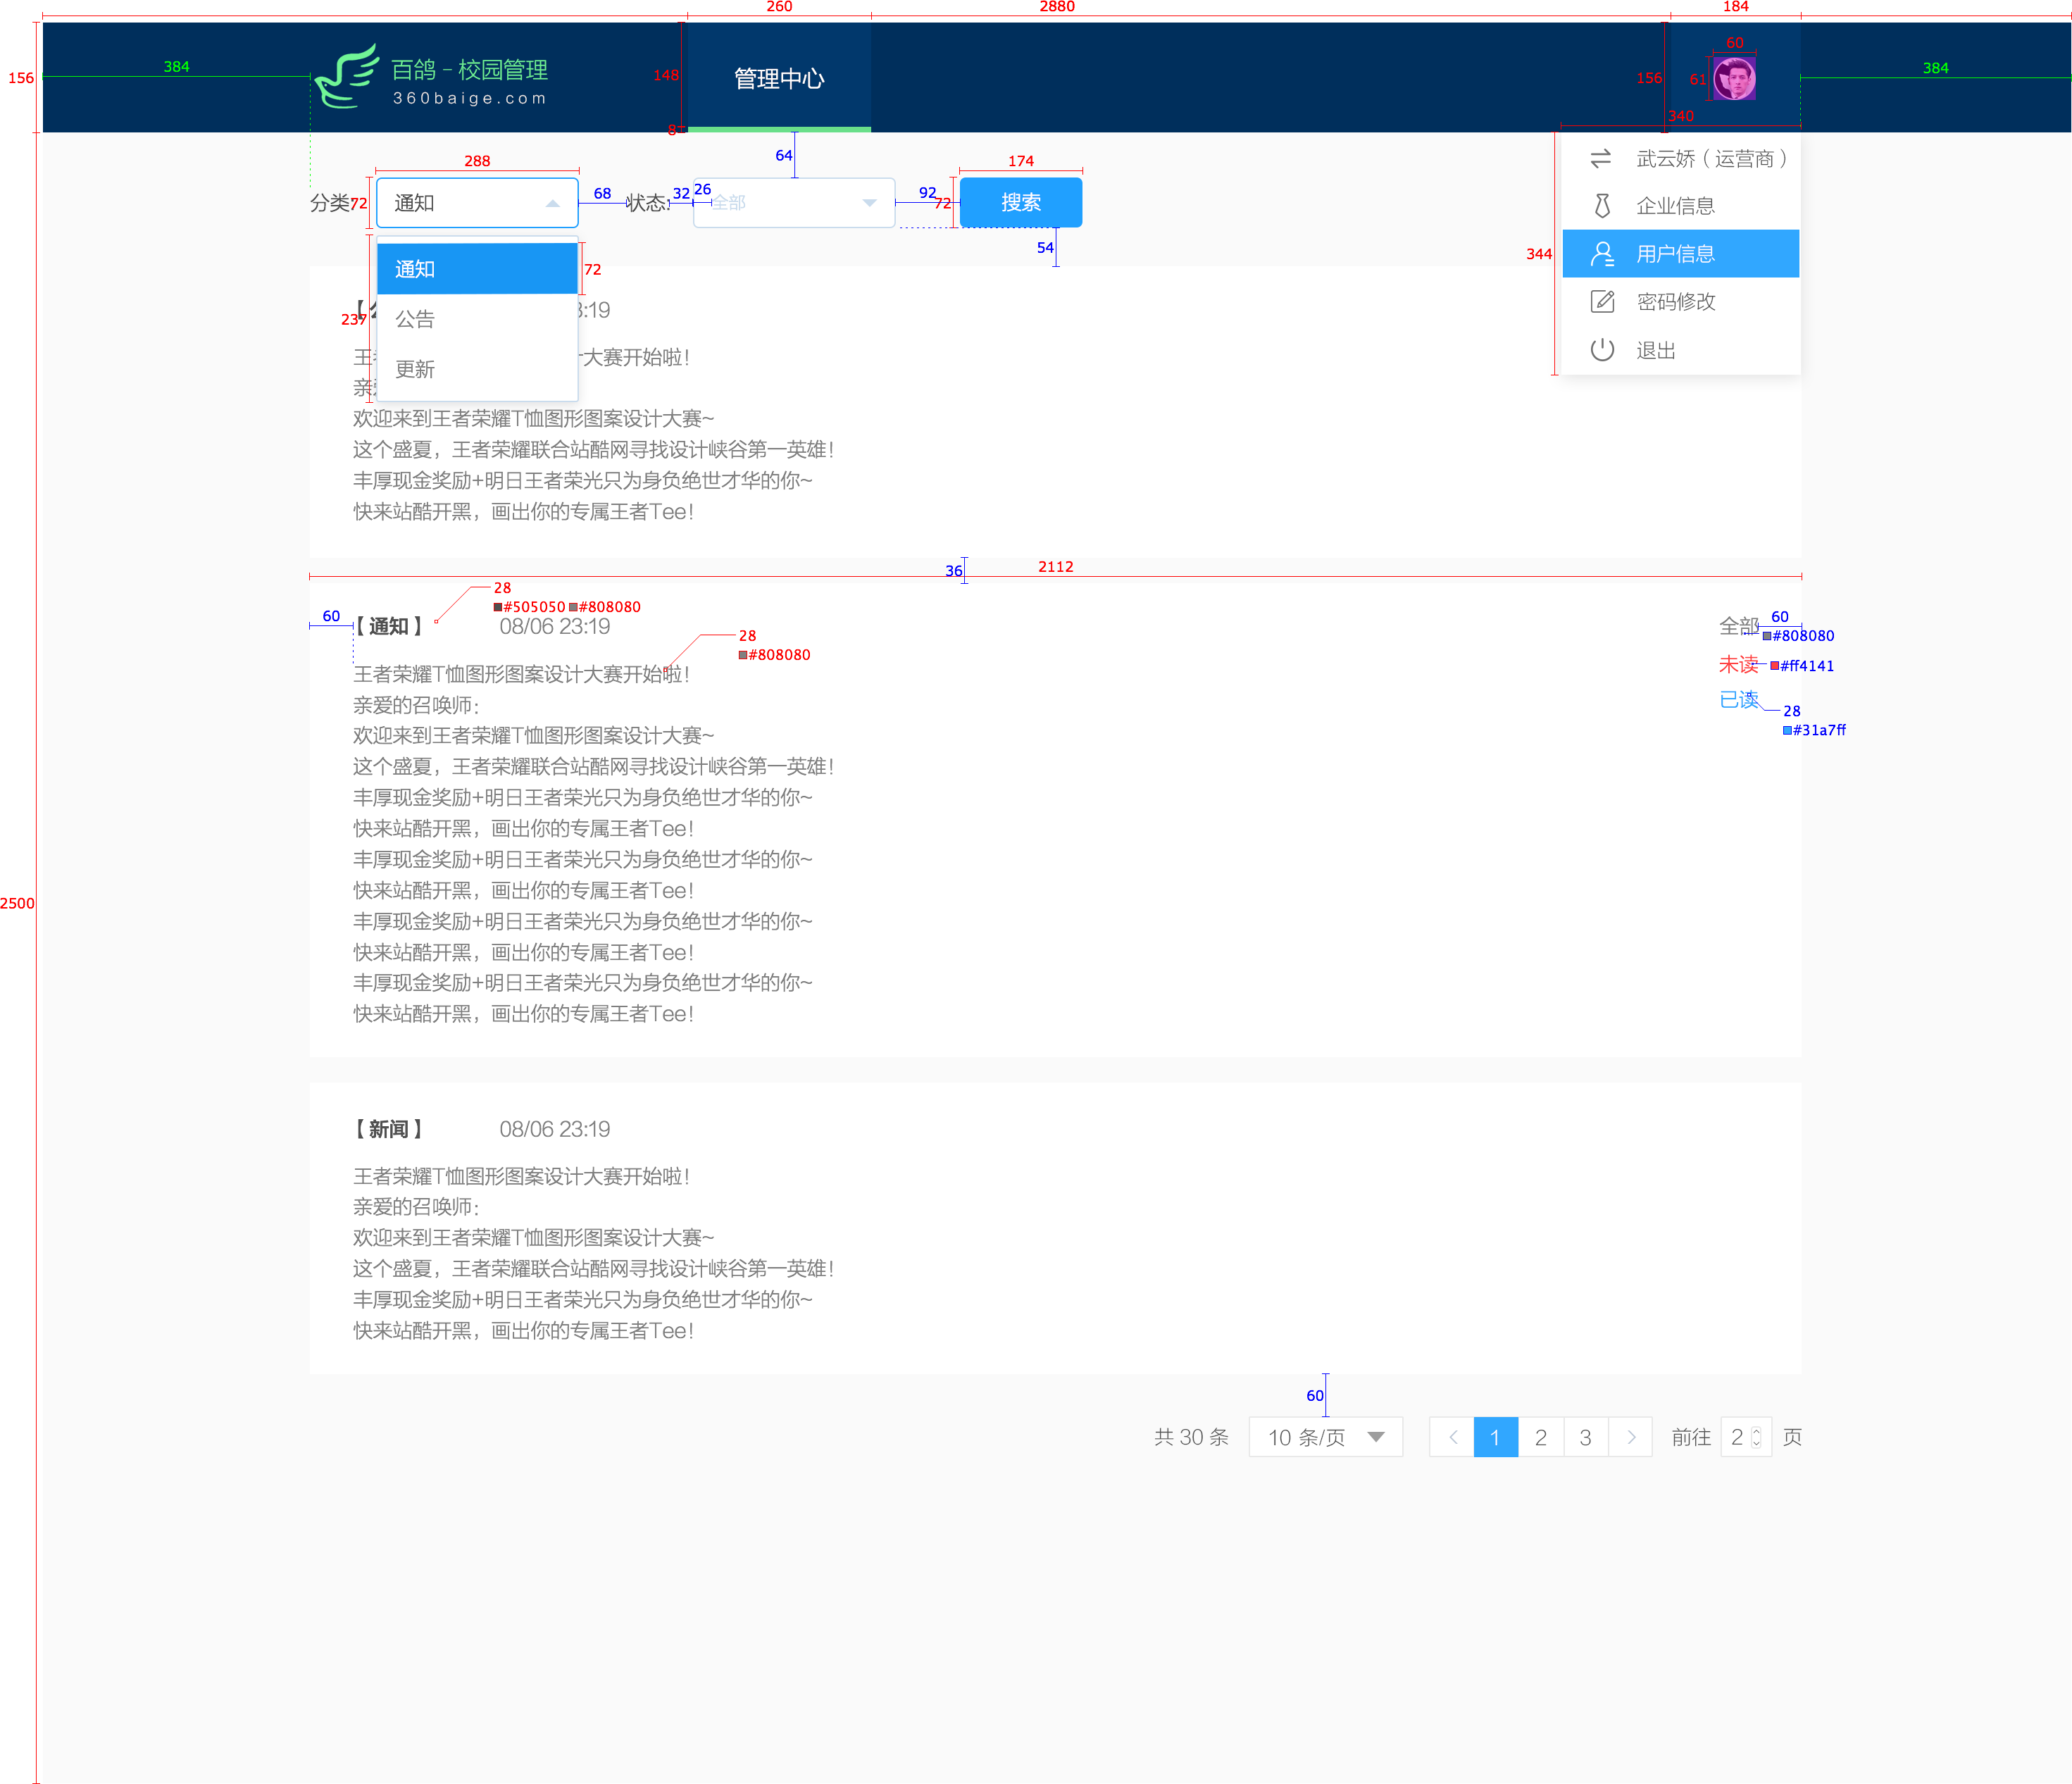 260
2880
184
384
156
百鸽－校园管理
360baige.com
148
8
管理中心
156
60
61
340
384
64
288
174
分类
72
通知
68
状态:
32
26
全部
92
72
搜索
54
武云娇（运营商）
企业信息
用户信息
密码修改
退出
344
通知
72
公告
更新
237
3:19
王
大赛开始啦！
欢迎来到王者荣耀T恤图形图案设计大赛~
这个盛夏，王者荣耀联合站酷网寻找设计峡谷第一英雄！
丰厚现金奖励+明日王者荣光只为身负绝世才华的你~
快来站酷开黑，画出你的专属王者Tee！
36
2112
28
#505050 #808080
60
【通知】 08/06 23:19
28
#808080
全部
60
#808080
未读
#ff4141
已读
28
#31a7ff
王者荣耀T恤图形图案设计大赛开始啦！
亲爱的召唤师：
欢迎来到王者荣耀T恤图形图案设计大赛~
这个盛夏，王者荣耀联合站酷网寻找设计峡谷第一英雄！
丰厚现金奖励+明日王者荣光只为身负绝世才华的你~
快来站酷开黑，画出你的专属王者Tee！
丰厚现金奖励+明日王者荣光只为身负绝世才华的你~
快来站酷开黑，画出你的专属王者Tee！
丰厚现金奖励+明日王者荣光只为身负绝世才华的你~
快来站酷开黑，画出你的专属王者Tee！
丰厚现金奖励+明日王者荣光只为身负绝世才华的你~
快来站酷开黑，画出你的专属王者Tee！
2500
【新闻】 08/06 23:19
王者荣耀T恤图形图案设计大赛开始啦！
亲爱的召唤师：
欢迎来到王者荣耀T恤图形图案设计大赛~
这个盛夏，王者荣耀联合站酷网寻找设计峡谷第一英雄！
丰厚现金奖励+明日王者荣光只为身负绝世才华的你~
快来站酷开黑，画出你的专属王者Tee！
60
共 30 条 10 条/页 1 2 3 前往 2 页